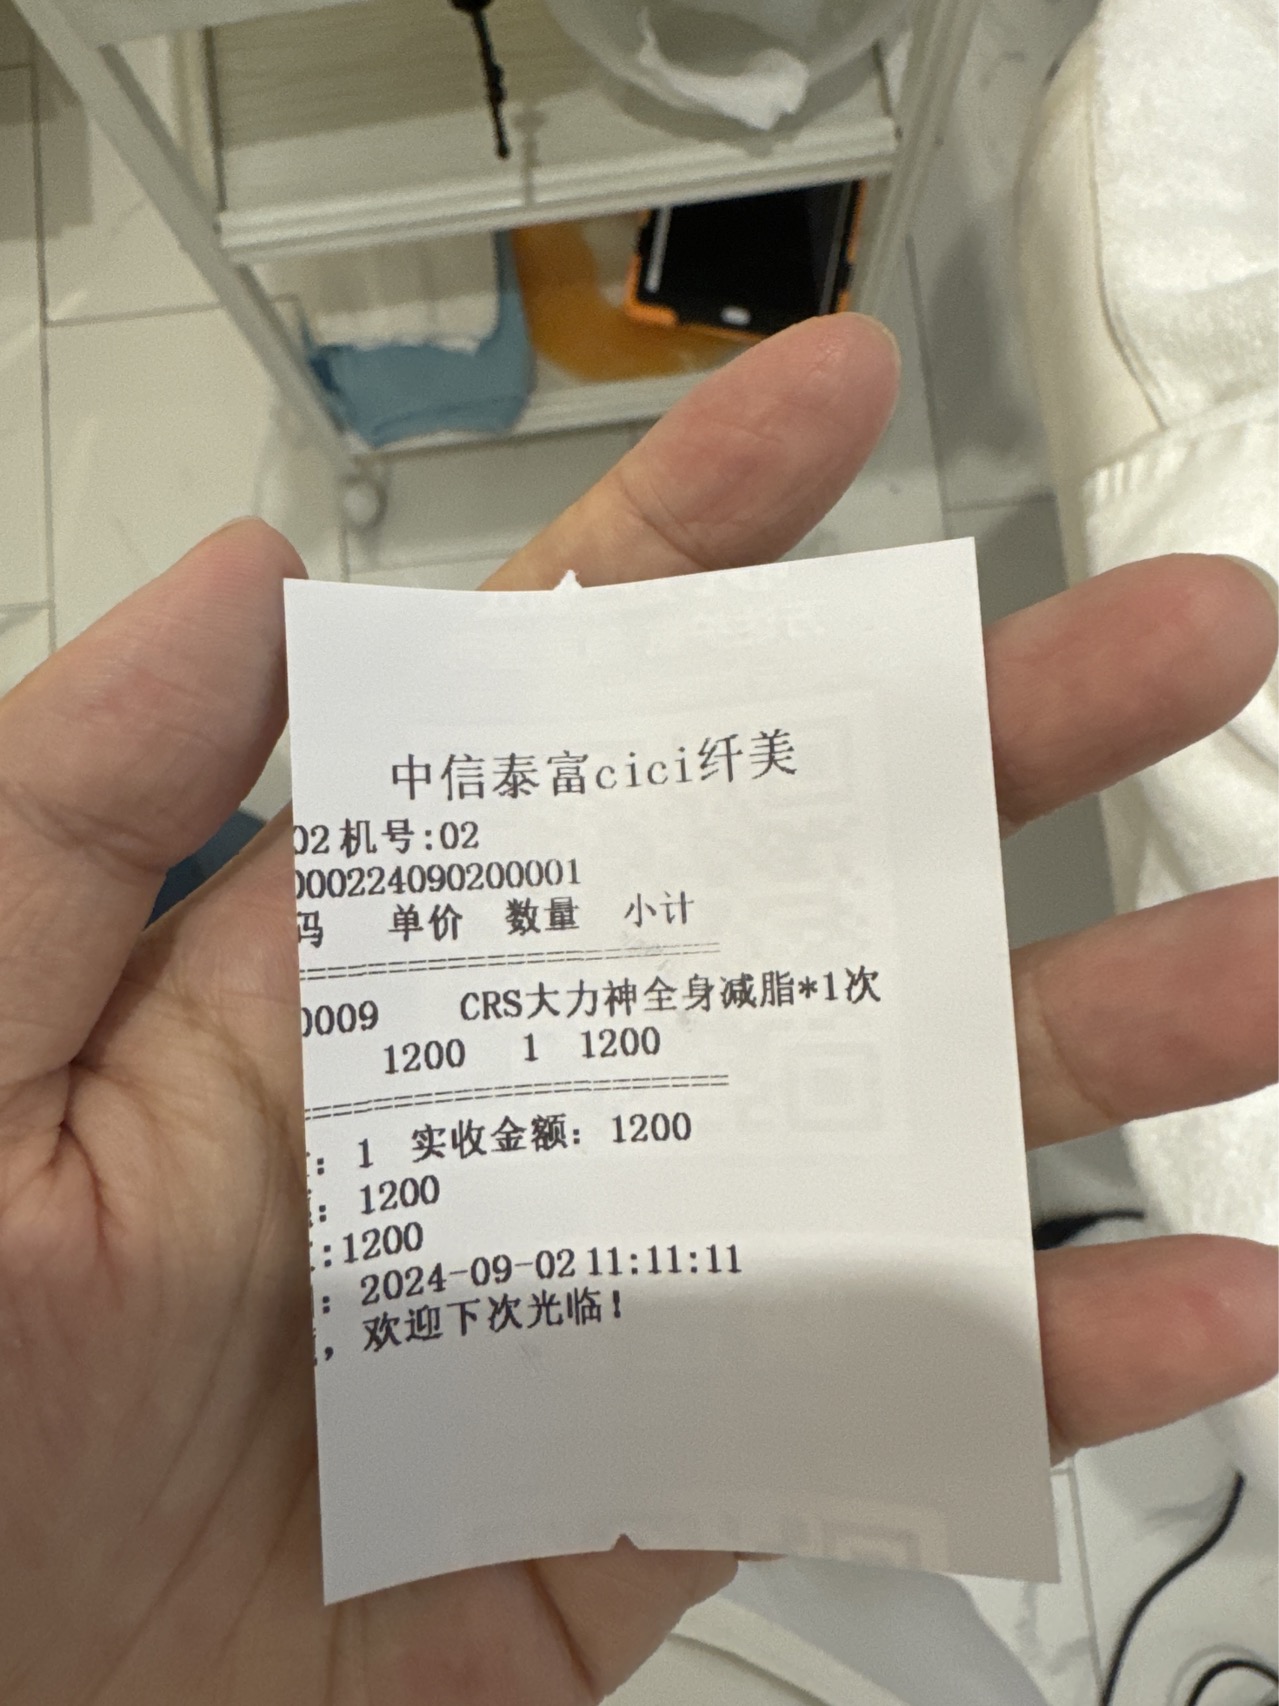 中信泰富cici纤美
02机号:02
000224090200001
码 单价 数量 小计
0009 CRS大力神全身减脂*1次
1200 1 1200
: 1 实收金额: 1200
: 1200
:1200
: 2024-09-02 11:11:11
, 欢迎下次光临!